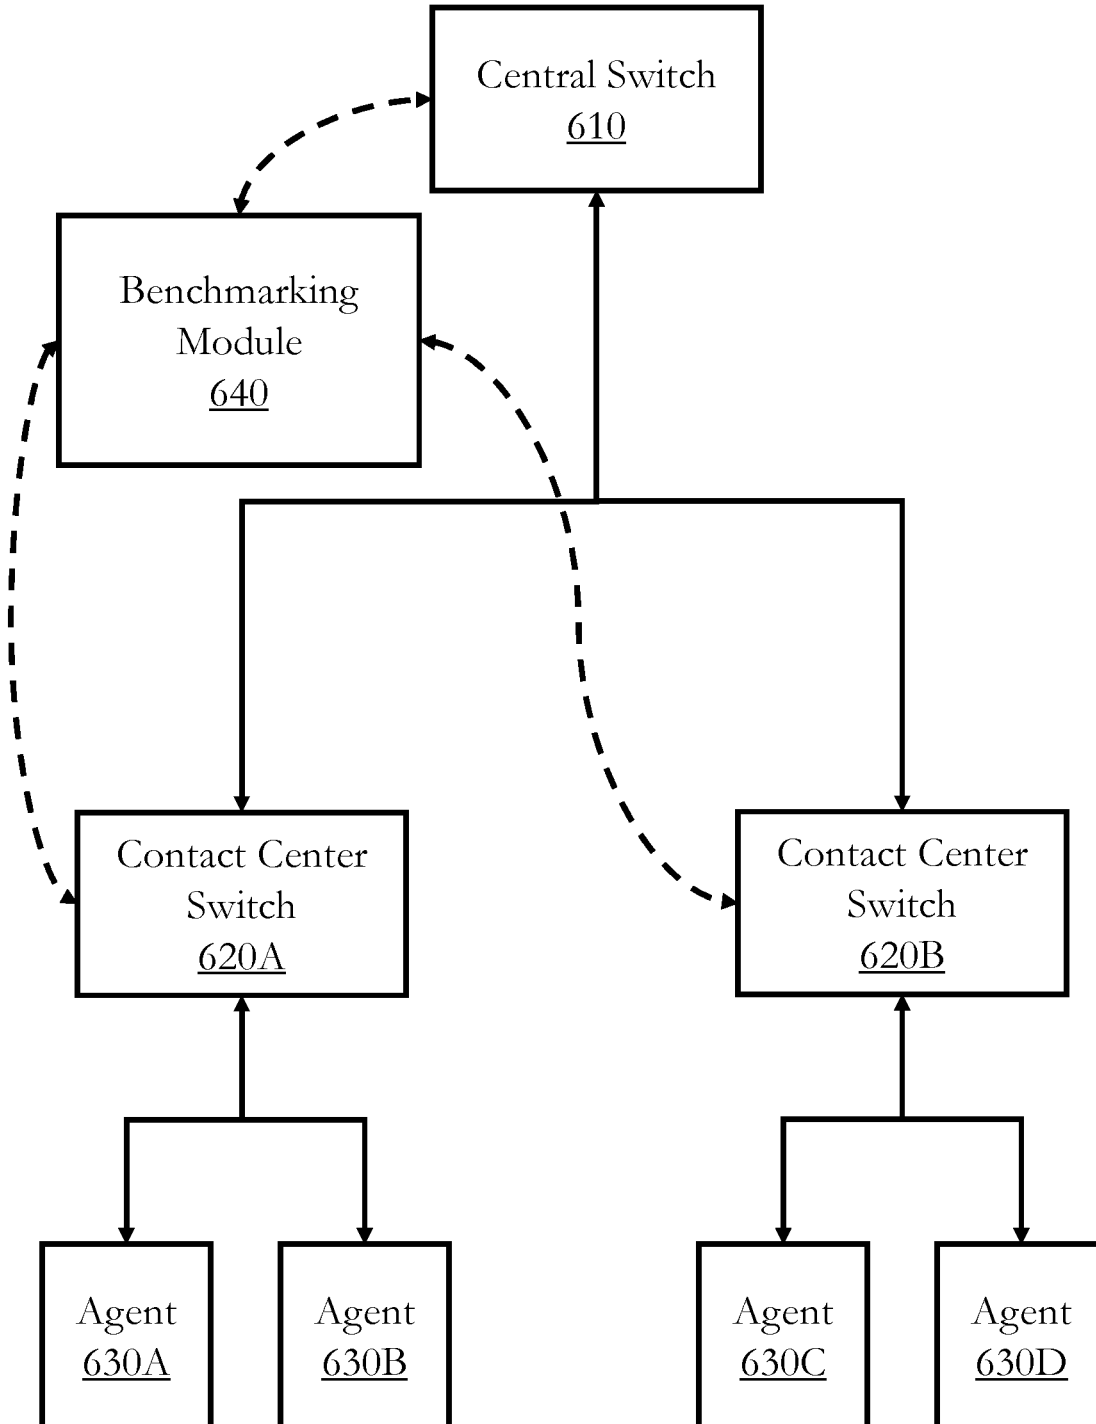 Central Switch
610
Benchmarking
Module
640
Contact Center
Switch
620A
Contact Center
Switch
620B
Agent
630A
Agent
630B
Agent
630C
Agent
630D